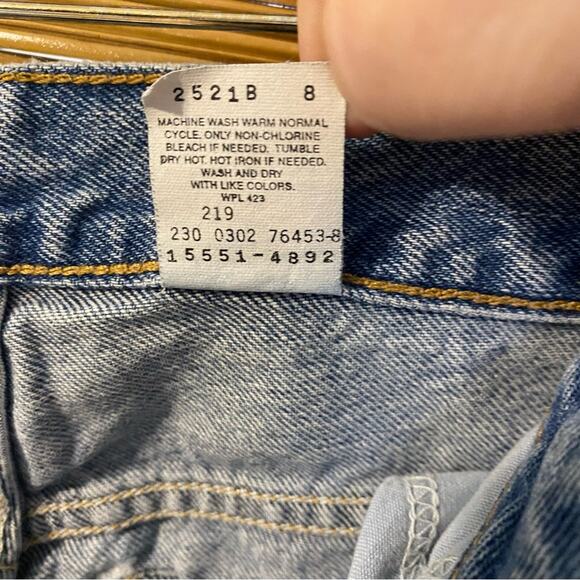 2521B 8
MACHINE WASH WARM NORMAL
CYCLE. ONLY NON-CHLORINE
BLEACH IF NEEDED. TUMBLE
DRY HOT. HOT IRON IF NEEDED.
WASH AND DRY
WITH LIKE COLORS.
WPL 423
219
230 0302 76453-8
15551-4892